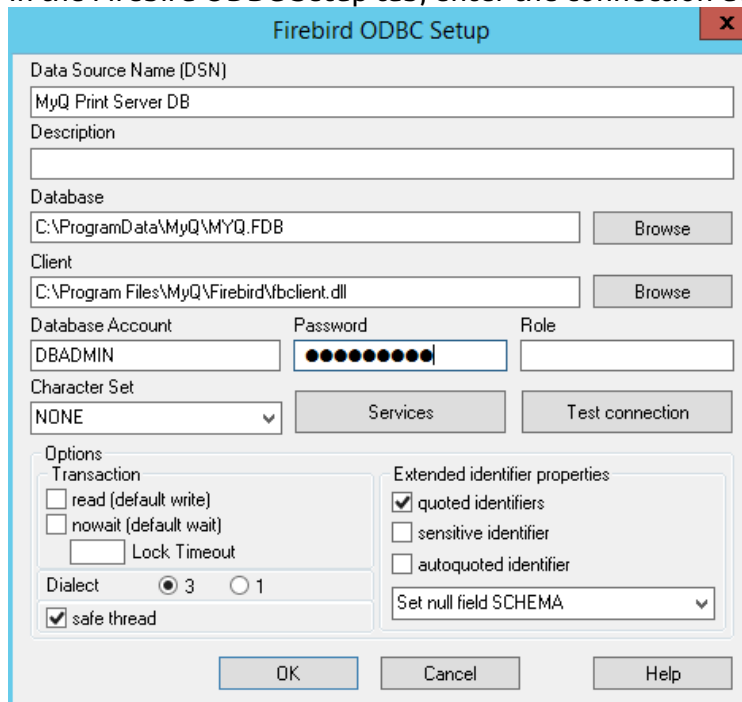 Firebird ODBC Setup
x
Data Source Name (DSN)
MyQ Print Server DB
Description
Database
C:\ProgramData\MyQ\MYQ.FDB
Browse
Client
C:\Program Files\MyQ\Firebird\fbclient.dll
Browse
Database Account Password Role
DBADMIN ●●●●●●●●●
Character Set
NONE Services Test connection
Options
Transaction
read (default write)
nowait (default wait)
Lock Timeout
Dialect 3 1
safe thread
Extended identifier properties
quoted identifiers
sensitive identifier
autoquoted identifier
Set null field SCHEMA
OK Cancel Help